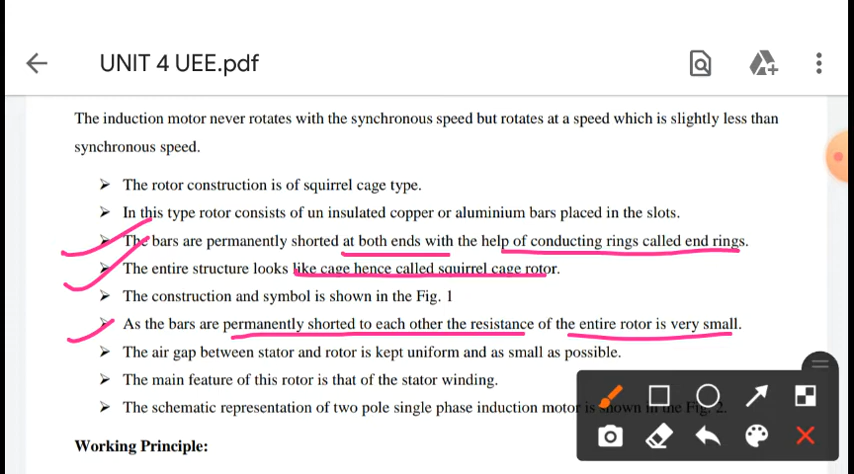 UNIT 4 UEE.pdf
The induction motor never rotates with the synchronous speed but rotates at a speed which is slightly less than
synchronous speed.
➤ The rotor construction is of squirrel cage type.
➤ In this type rotor consists of un insulated copper or aluminium bars placed in the slots.
➤ The bars are permanently shorted at both ends with the help of conducting rings called end rings.
➤ The entire structure looks like cage hence called squirrel cage rotor.
➤ The construction and symbol is shown in the Fig. 1
➤ As the bars are permanently shorted to each other the resistance of the entire rotor is very small.
➤ The air gap between stator and rotor is kept uniform and as small as possible.
➤ The main feature of this rotor is that of the stator winding.
➤ The schematic representation of two pole single phase induction motor is shown in the Fig. 2.
Working Principle: